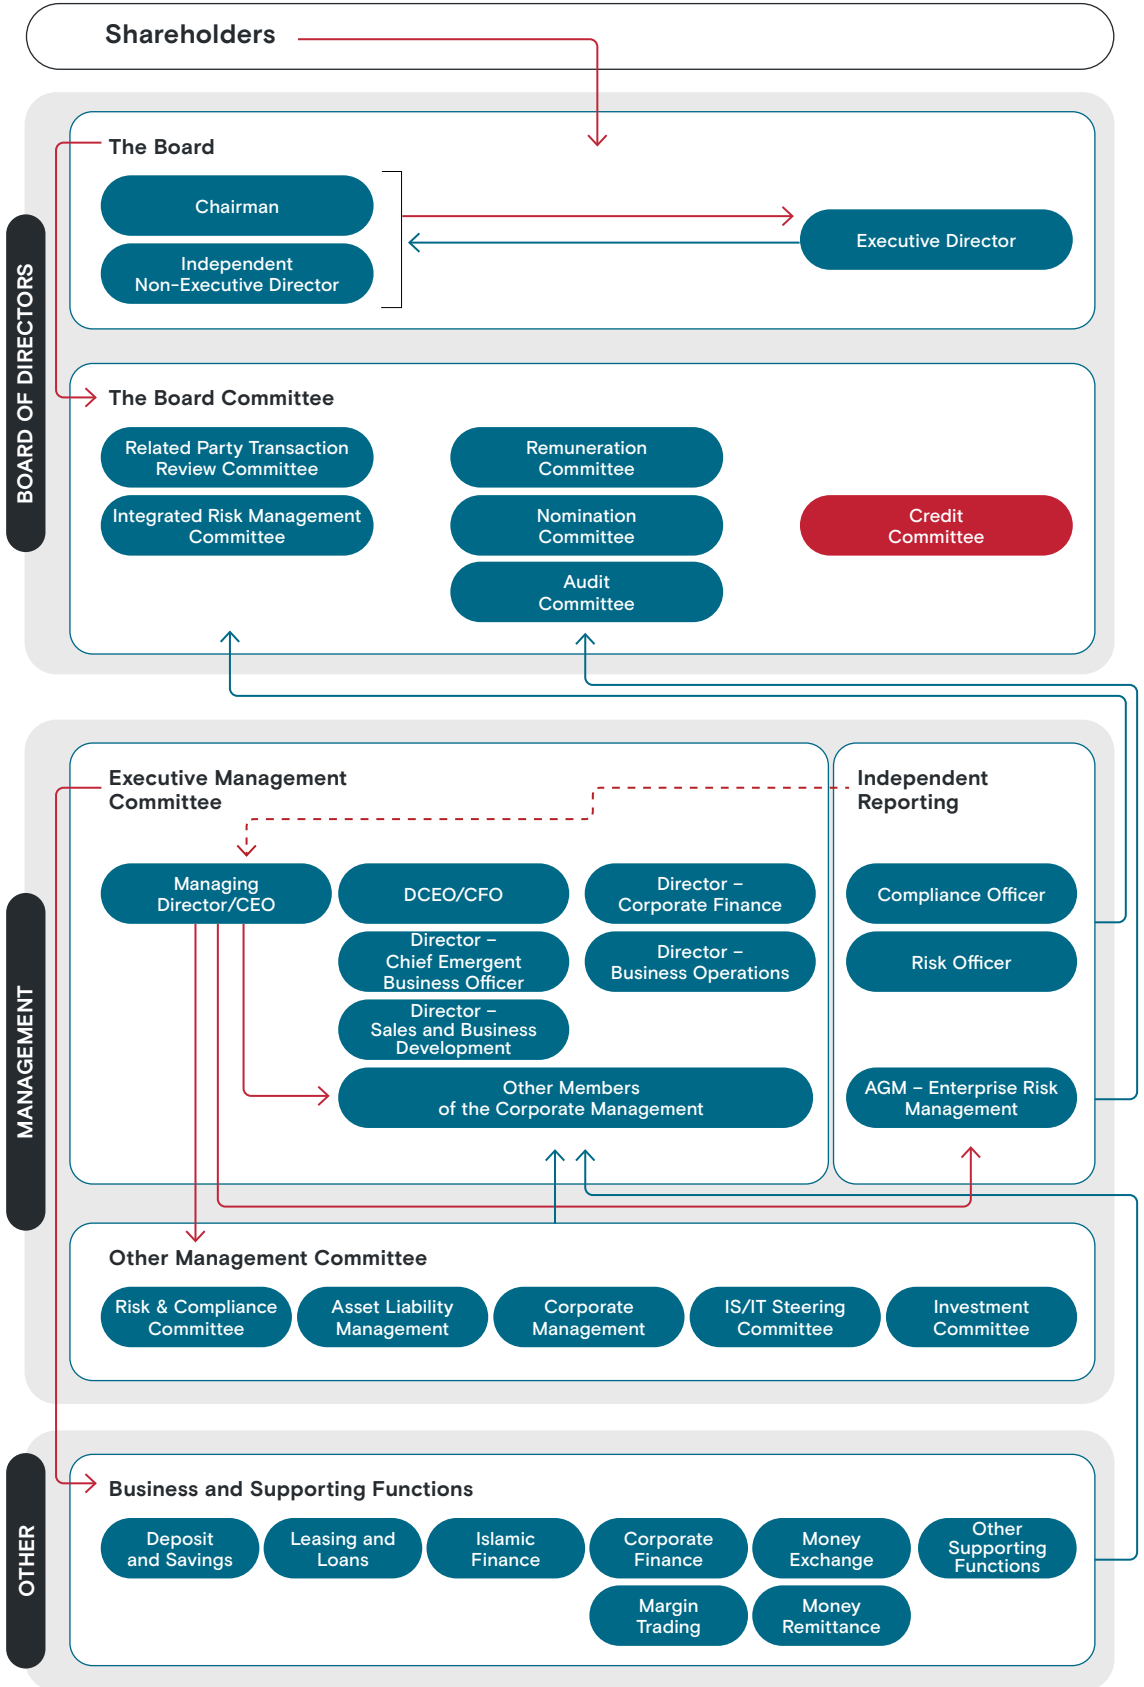 Shareholders
BOARD OF DIRECTORS
The Board
Chairman
Independent
Non-Executive Director
Executive Director
The Board Committee
Related Party Transaction
Review Committee
Integrated Risk Management
Committee
Remuneration
Committee
Nomination
Committee
Audit
Committee
Credit
Committee
MANAGEMENT
Executive Management
Committee
Managing
Director/CEO
DCEO/CFO
Director –
Corporate Finance
Director –
Chief Emergent
Business Officer
Director –
Business Operations
Director –
Sales and Business
Development
Other Members
of the Corporate Management
Independent
Reporting
Compliance Officer
Risk Officer
AGM – Enterprise Risk
Management
Other Management Committee
Risk & Compliance
Committee
Asset Liability
Management
Corporate
Management
IS/IT Steering
Committee
Investment
Committee
OTHER
Business and Supporting Functions
Deposit
and Savings
Leasing and
Loans
Islamic
Finance
Corporate
Finance
Money
Exchange
Other
Supporting
Functions
Margin
Trading
Money
Remittance